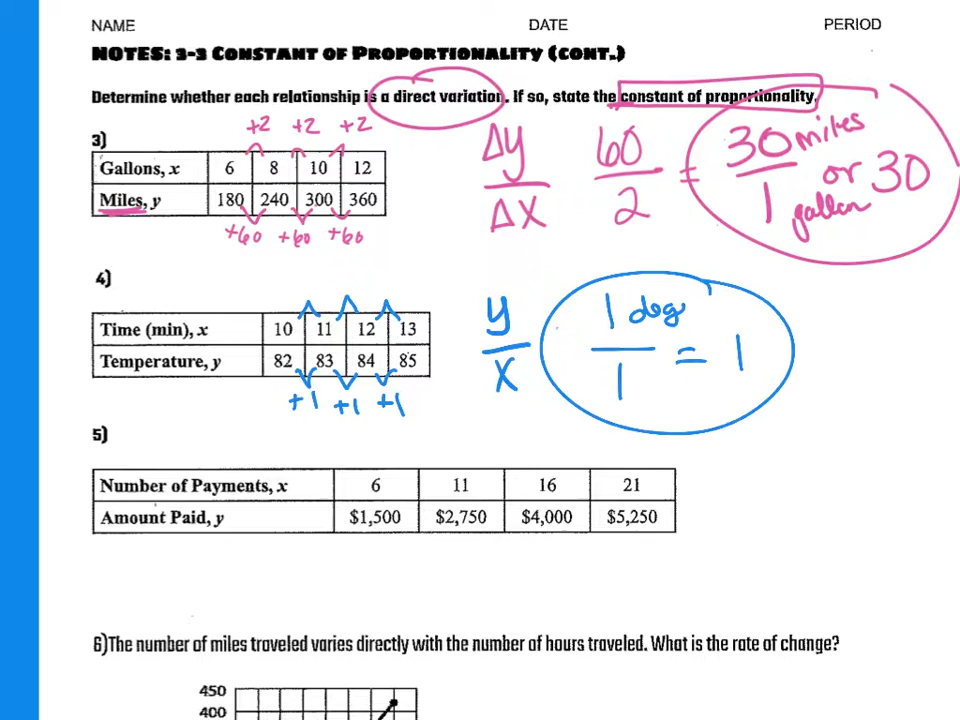 NAME DATE PERIOD
NOTES: 3-3 CONSTANT OF PROPORTIONALITY (CONT.)
Determine whether each relationship is a direct variation. If so, state the constant of proportionality.
+2 +2 +2
3)
Gallons, x 6 8 10 12
Miles, y 180 240 300 360
+60 +60 +60
Δy/Δx 60/2 = 30 miles/1 gallon or 30
4)
Time (min), x 10 11 12 13
Temperature, y 82 83 84 85
+1 +1 +1
y/x 1 deg/1 = 1
5)
Number of Payments, x 6 11 16 21
Amount Paid, y $1,500 $2,750 $4,000 $5,250
6)The number of miles traveled varies directly with the number of hours traveled. What is the rate of change?
450
400